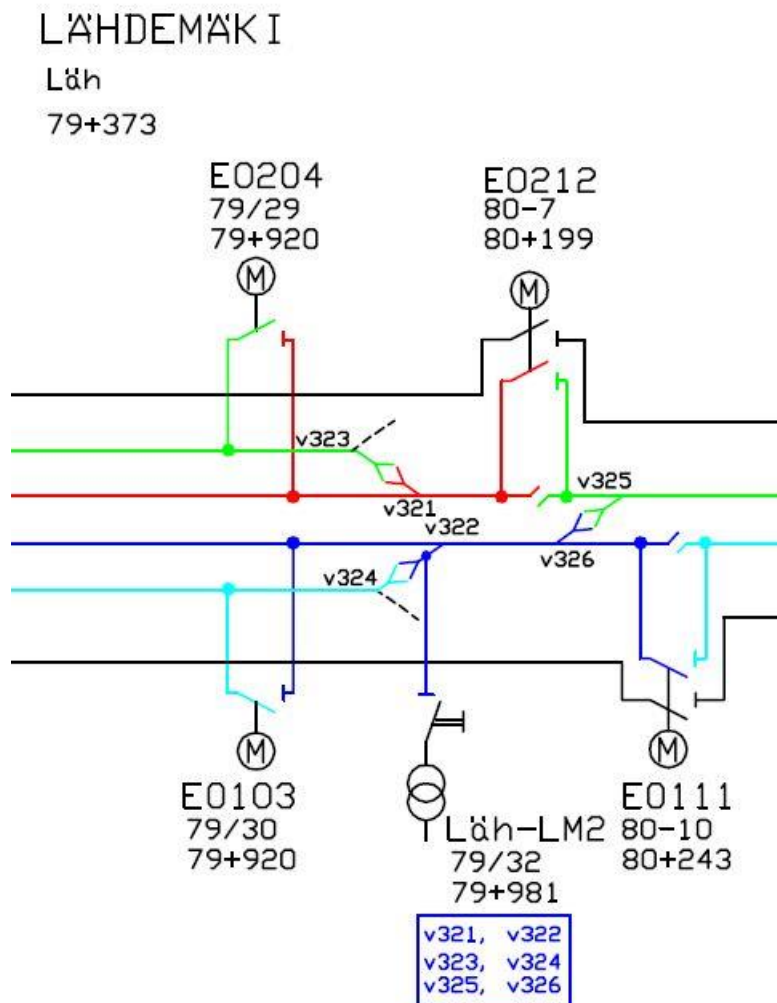 LÄHDEMÄKI
Läh
79+373
E0204
79/29
79+920
M
E0212
80-7
80+199
M
v323
v321
v325
v322
v326
v324
M
E0103
79/30
79+920
Läh-LM2
79/32
79+981
M
E0111
80-10
80+243
v321, v322
v323, v324
v325, v326